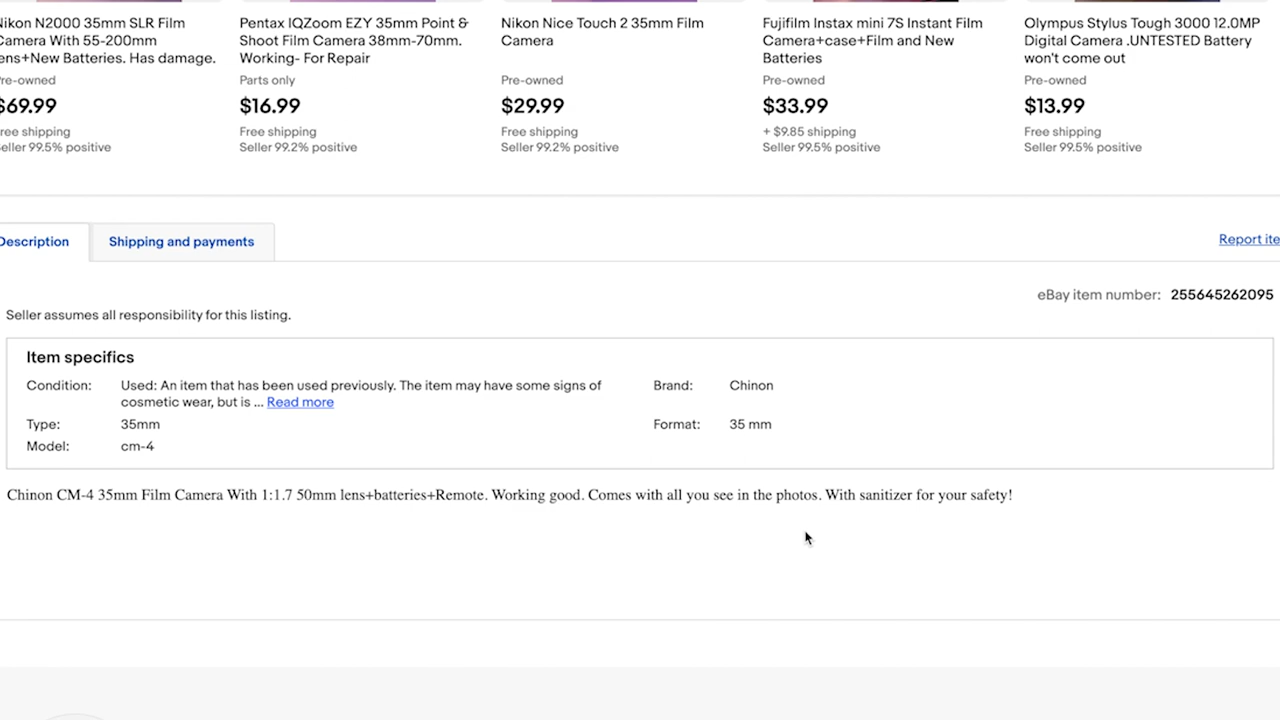 Nikon N2000 35mm SLR Film
Camera With 55-200mm
lens+New Batteries. Has damage.
Pre-owned
$69.99
Free shipping
Seller 99.5% positive
Pentax IQZoom EZY 35mm Point &
Shoot Film Camera 38mm-70mm.
Working- For Repair
Parts only
$16.99
Free shipping
Seller 99.2% positive
Nikon Nice Touch 2 35mm Film
Camera
Pre-owned
$29.99
Free shipping
Seller 99.2% positive
Fujifilm Instax mini 7S Instant Film
Camera+case+Film and New
Batteries
Pre-owned
$33.99
+ $9.85 shipping
Seller 99.5% positive
Olympus Stylus Tough 3000 12.0MP
Digital Camera .UNTESTED Battery
won't come out
Pre-owned
$13.99
Free shipping
Seller 99.5% positive
Description
Shipping and payments
Report ite
eBay item number: 255645262095
Seller assumes all responsibility for this listing.
Item specifics
Condition: Used: An item that has been used previously. The item may have some signs of
cosmetic wear, but is ... Read more
Brand: Chinon
Type: 35mm
Format: 35 mm
Model: cm-4
Chinon CM-4 35mm Film Camera With 1:1.7 50mm lens+batteries+Remote. Working good. Comes with all you see in the photos. With sanitizer for your safety!